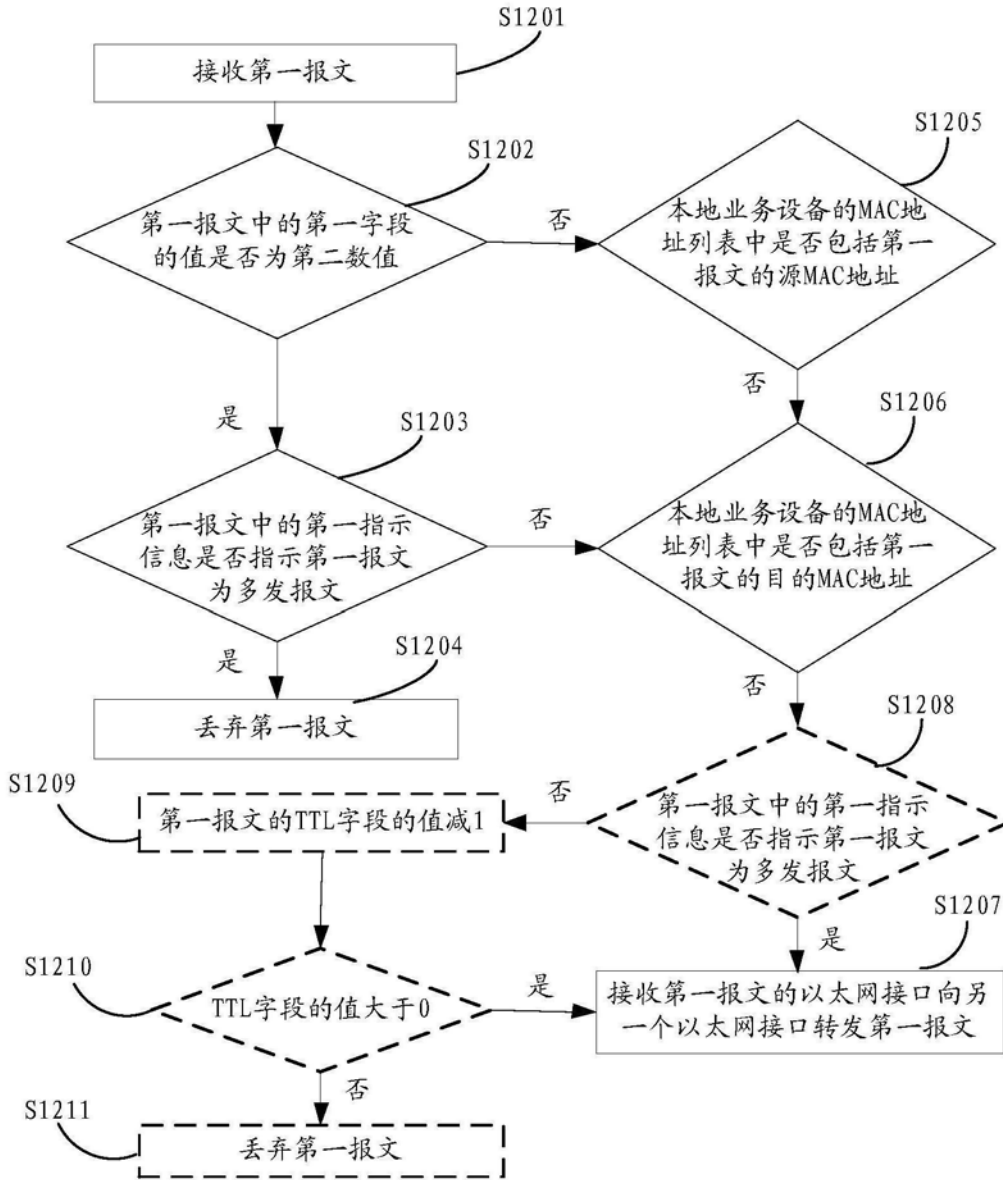 S1201
接收第一报文
S1202
第一报文中的第一字段
的值是否为第二数值
否
S1205
本地业务设备的MAC地
址列表中是否包括第一
报文的源MAC地址
是
否
S1203
第一报文中的第一指示
信息是否指示第一报文
为多发报文
否
S1206
本地业务设备的MAC地
址列表中是否包括第一
报文的目的MAC地址
是
S1204
丢弃第一报文
否
S1208
第一报文中的第一指示
信息是否指示第一报文
为多发报文
否
S1209
第一报文的TTL字段的值减1
是
S1207
接收第一报文的以太网接口向另
一个以太网接口转发第一报文
S1210
TTL字段的值大于0
是
否
S1211
丢弃第一报文